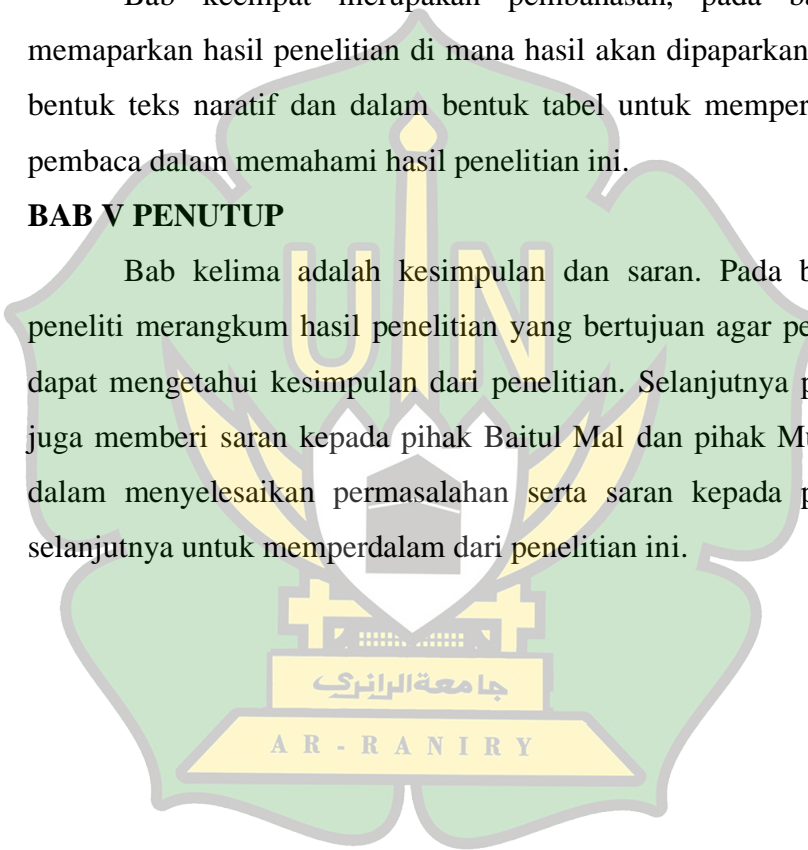 Bab keempat merupakan pembahasan, pada
memaparkan hasil penelitian di mana hasil akan dipaparkan
bentuk teks naratif dan dalam bentuk tabel untuk
pembaca dalam memahami hasil penelitian ini.
BAB V PENUTUP
Bab kelima adalah kesimpulan dan saran. Pada
peneliti merangkum hasil penelitian yang bertujuan agar
dapat mengetahui kesimpulan dari penelitian. Selanjutnya
juga memberi saran kepada pihak Baitul Mal dan pihak
dalam menyelesaikan permasalahan serta saran kepada
selanjutnya untuk memperdalam dari penelitian ini.
UIN
جامعة الرانري
AR-RANIRY